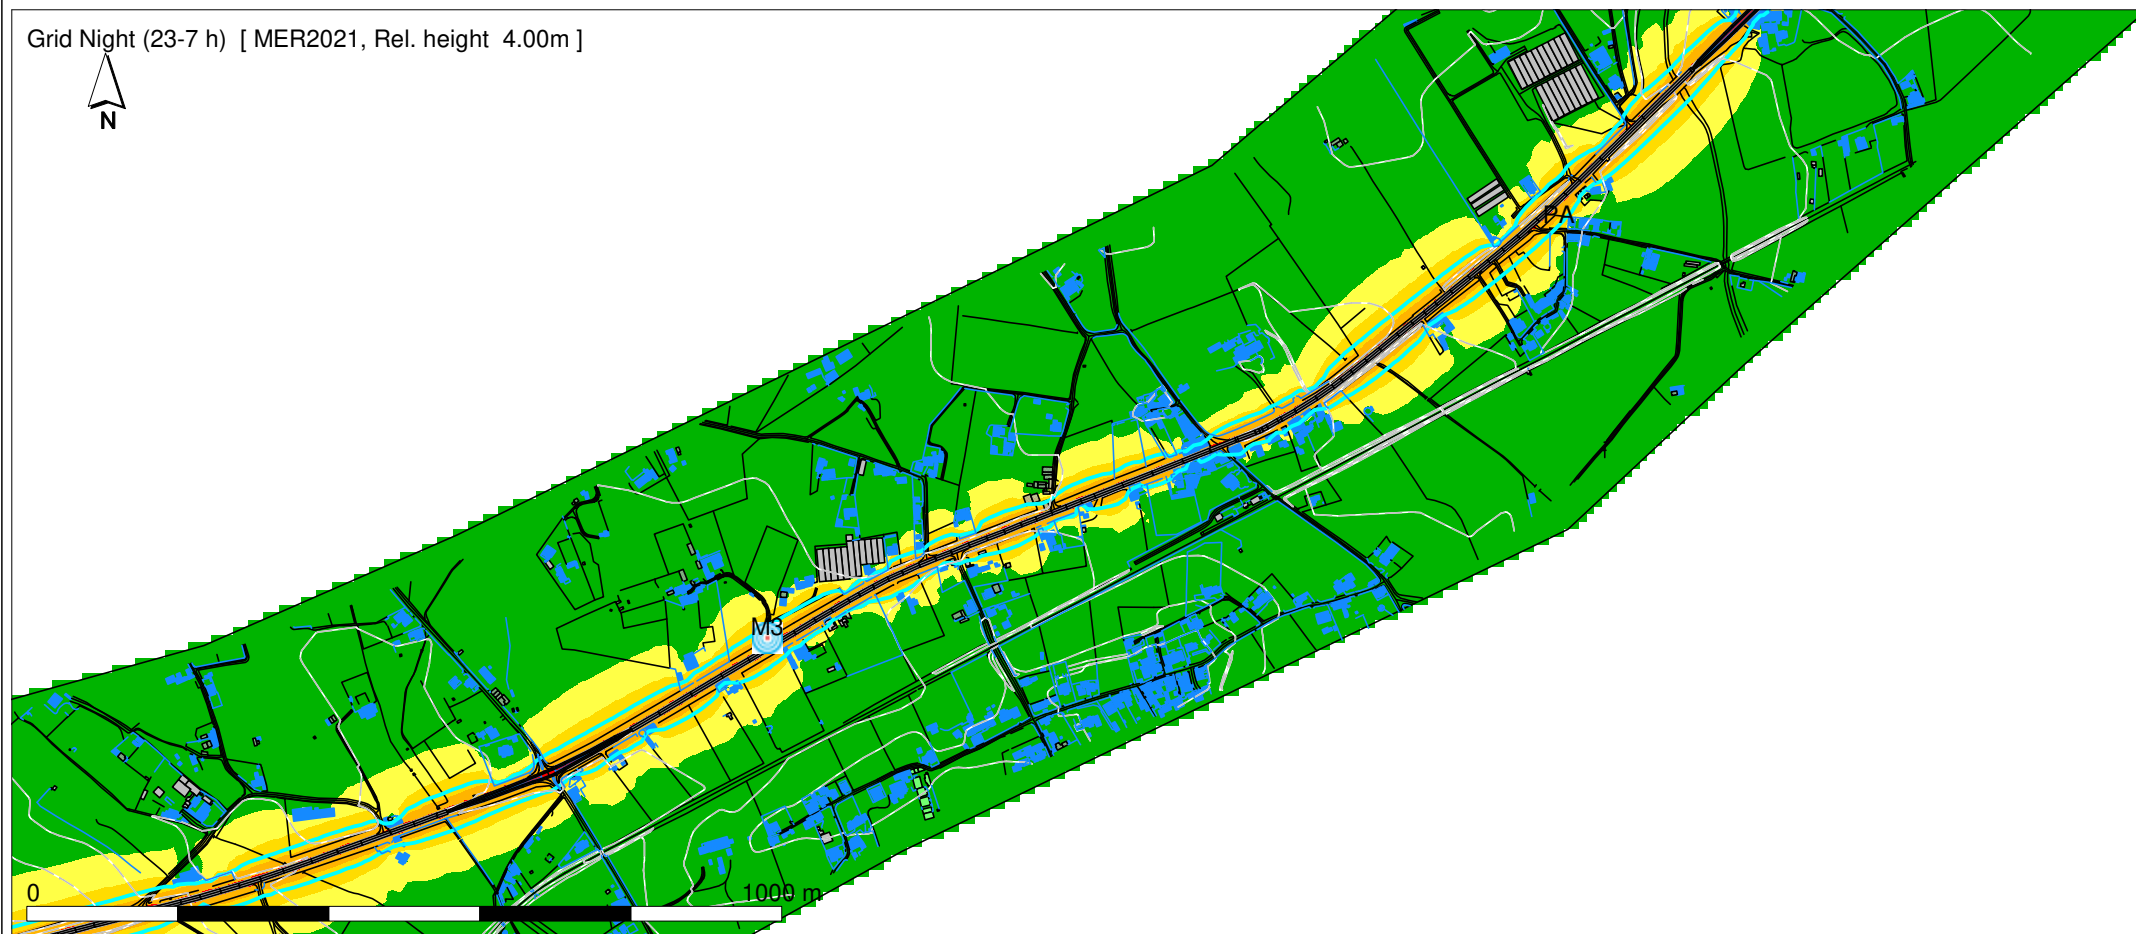 Grid Night (23-7 h)  [ MER2021, Rel. height  4.00m ]
N
PA
M3
0
1000 m